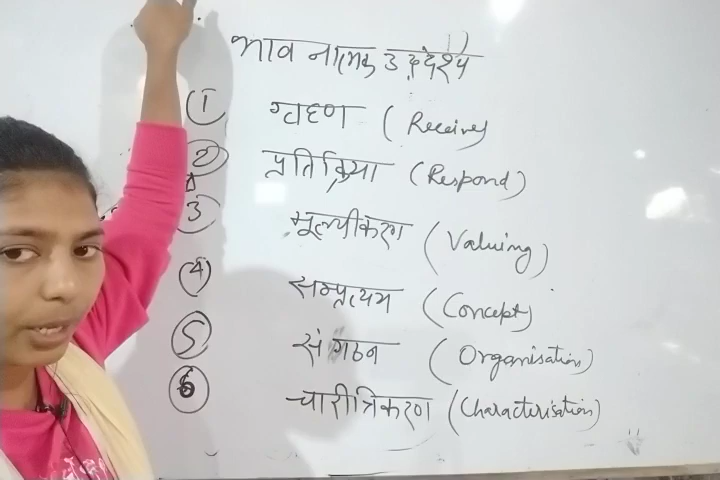 भावनात्मक उद्देश्य
1 ग्रहण (Receive)
2 प्रतिक्रिया (Respond)
3 मूल्यीकरण (Valuing)
4 सम्प्रत्यय (Concept)
5 संगठन (Organisation)
6 चारीत्रिकरण (Characterisation)